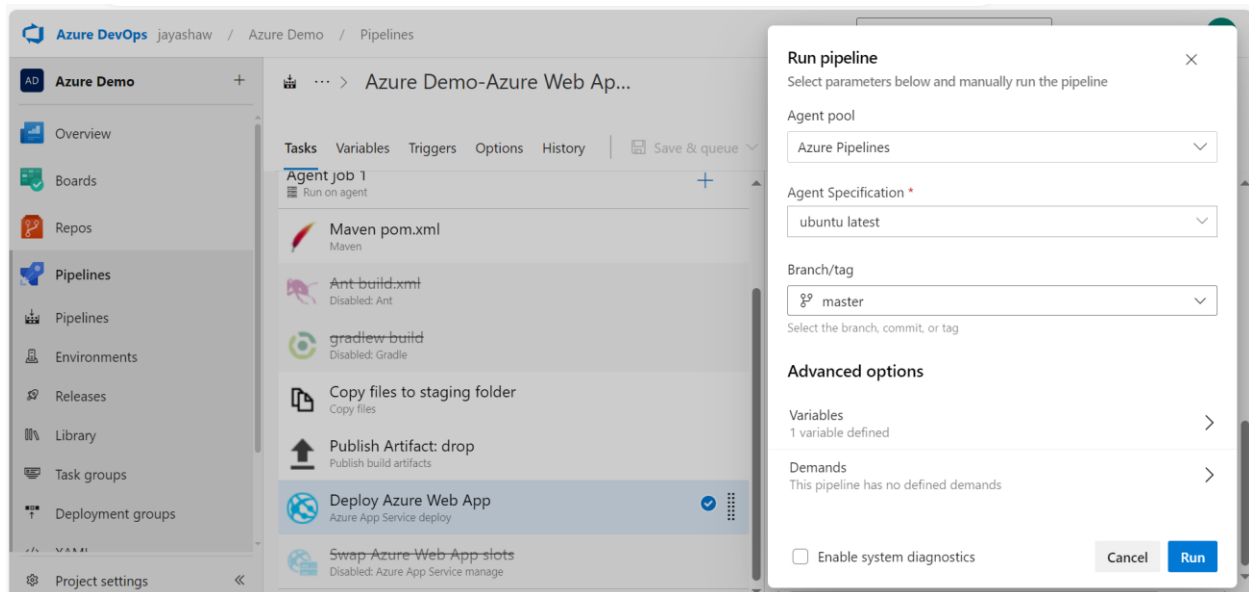 Azure DevOps jayashaw / Azure Demo / Pipelines
AD Azure Demo +
Overview
Boards
Repos
Pipelines
Pipelines
Environments
Releases
Library
Task groups
Deployment groups
YAML
Project settings
... > Azure Demo-Azure Web Ap...
Tasks Variables Triggers Options History Save & queue
Agent job 1
Run on agent
Maven pom.xml
Maven
Ant build.xml
Disabled: Ant
gradlew build
Disabled: Gradle
Copy files to staging folder
Copy files
Publish Artifact: drop
Publish build artifacts
Deploy Azure Web App
Azure App Service deploy
Swap Azure Web App slots
Disabled: Azure App Service manage
Run pipeline
Select parameters below and manually run the pipeline
Agent pool
Azure Pipelines
Agent Specification *
ubuntu latest
Branch/tag
master
Select the branch, commit, or tag
Advanced options
Variables
1 variable defined
Demands
This pipeline has no defined demands
Enable system diagnostics Cancel Run